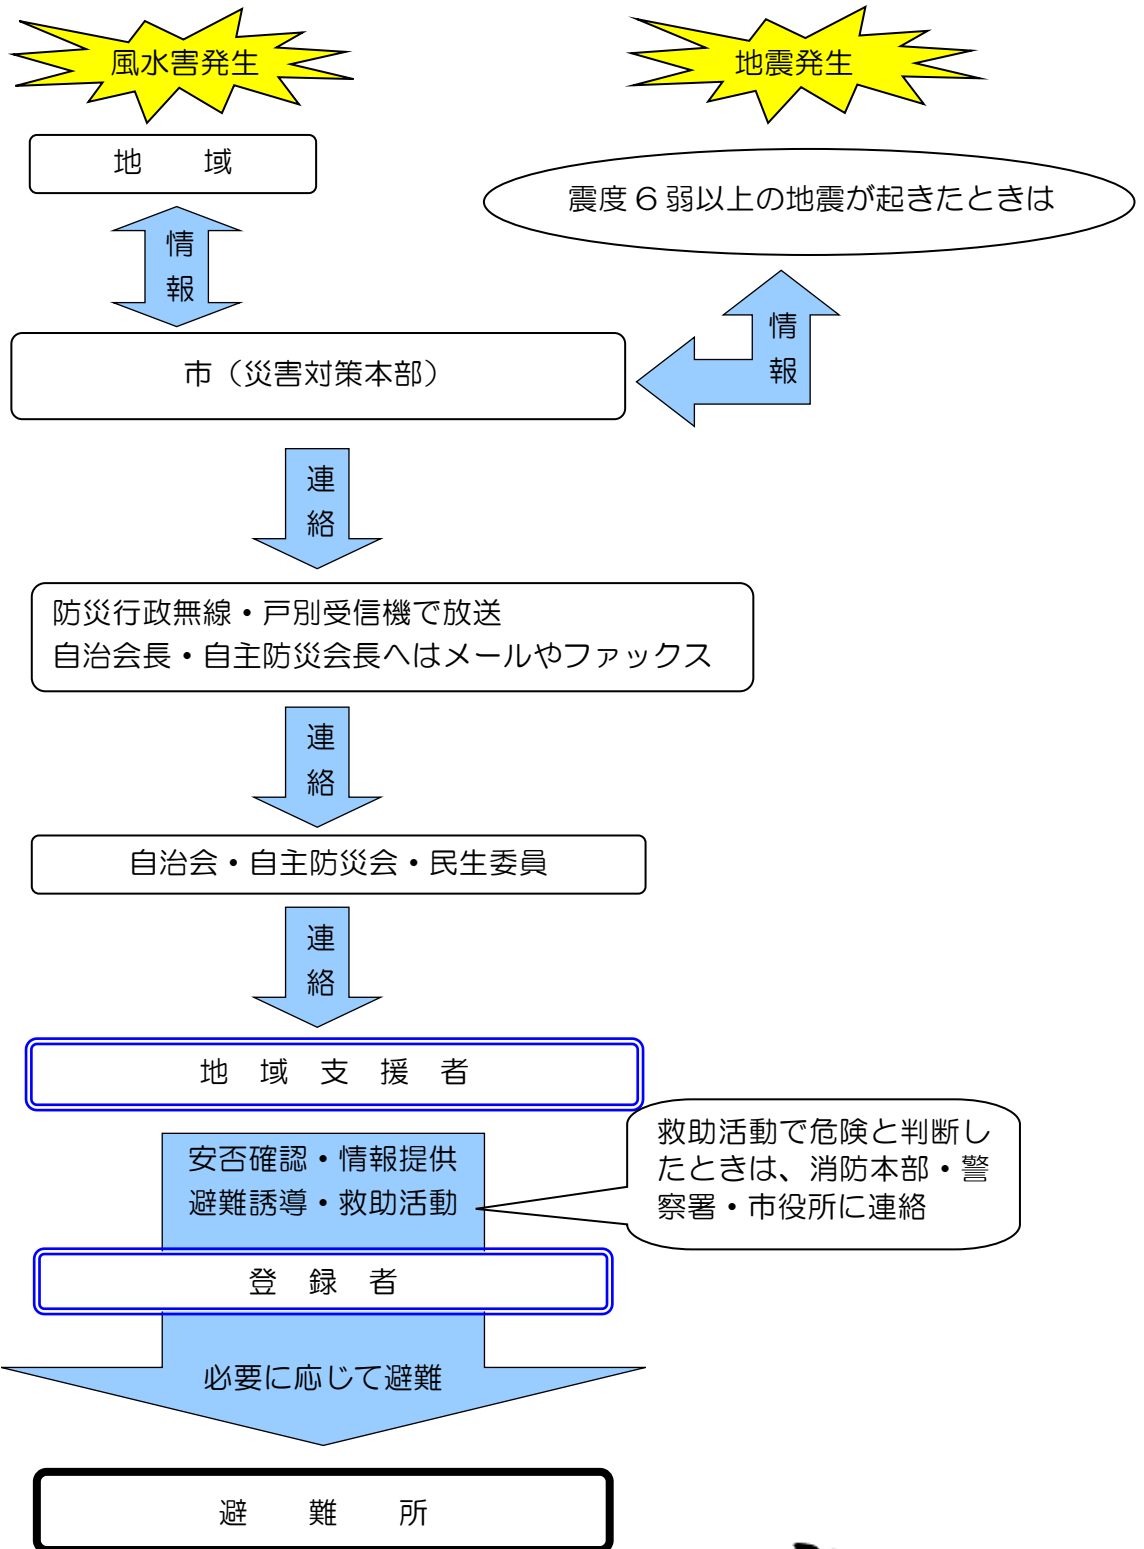 風水害発生
地震発生
地　　域
震度６弱以上の地震が起きたときは
情
報
情
報
市（災害対策本部）
連
絡
防災行政無線・戸別受信機で放送
自治会長・自主防災会長へはメールやファックス
連
絡
自治会・自主防災会・民生委員
連
絡
地　域　支　援　者
救助活動で危険と判断し
たときは、消防本部・警
察署・市役所に連絡
安否確認・情報提供
避難誘導・救助活動
登　録　者
必要に応じて避難
避　　難　　所